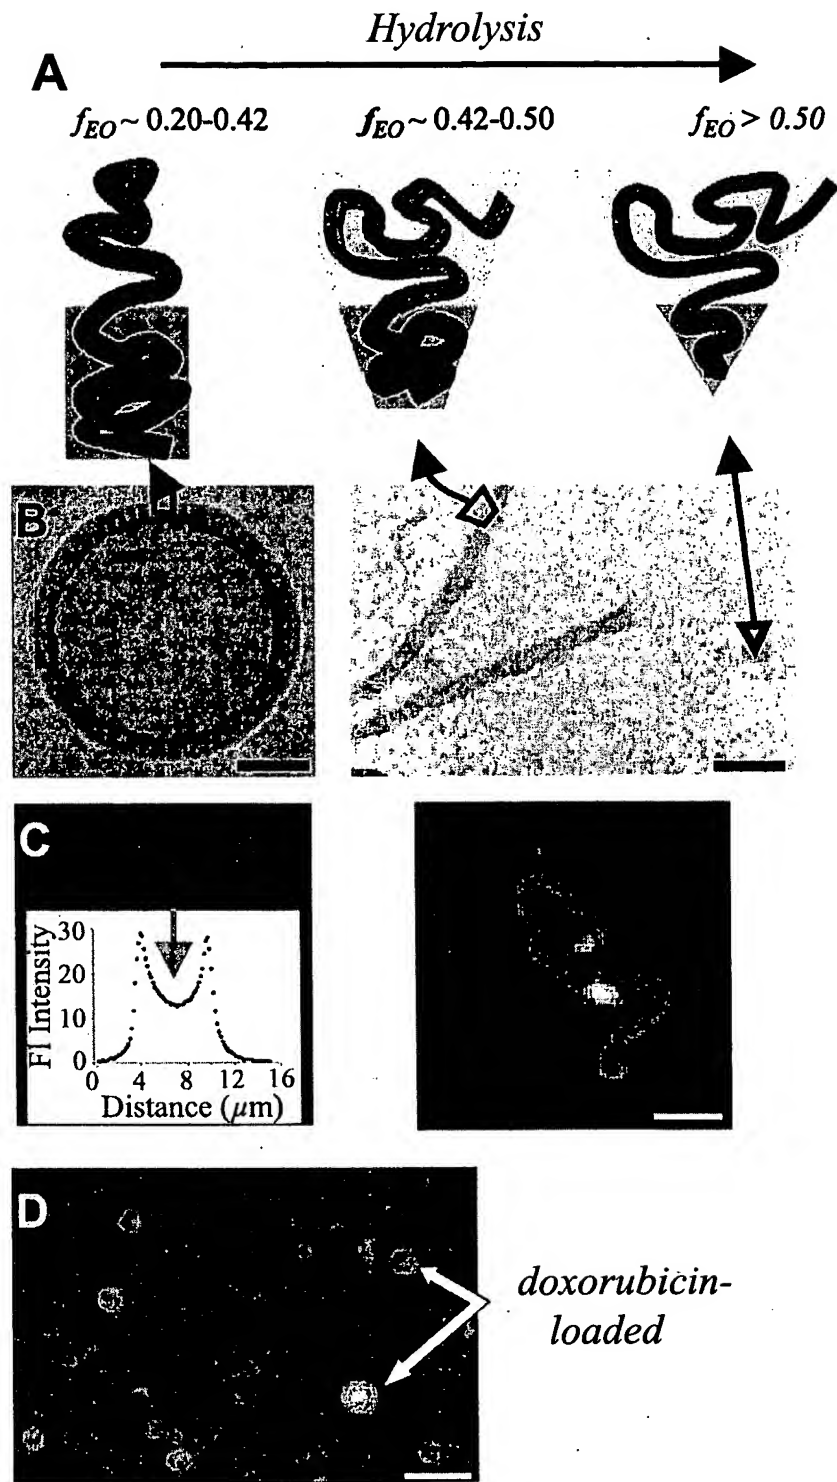 Hydrolysis
A
f_EO ~ 0.20-0.42
f_EO ~ 0.42-0.50
f_EO > 0.50
B
C
Fl Intensity
30
20
10
0
0 4 8 12 16
Distance (μm)
D
doxorubicin-
loaded